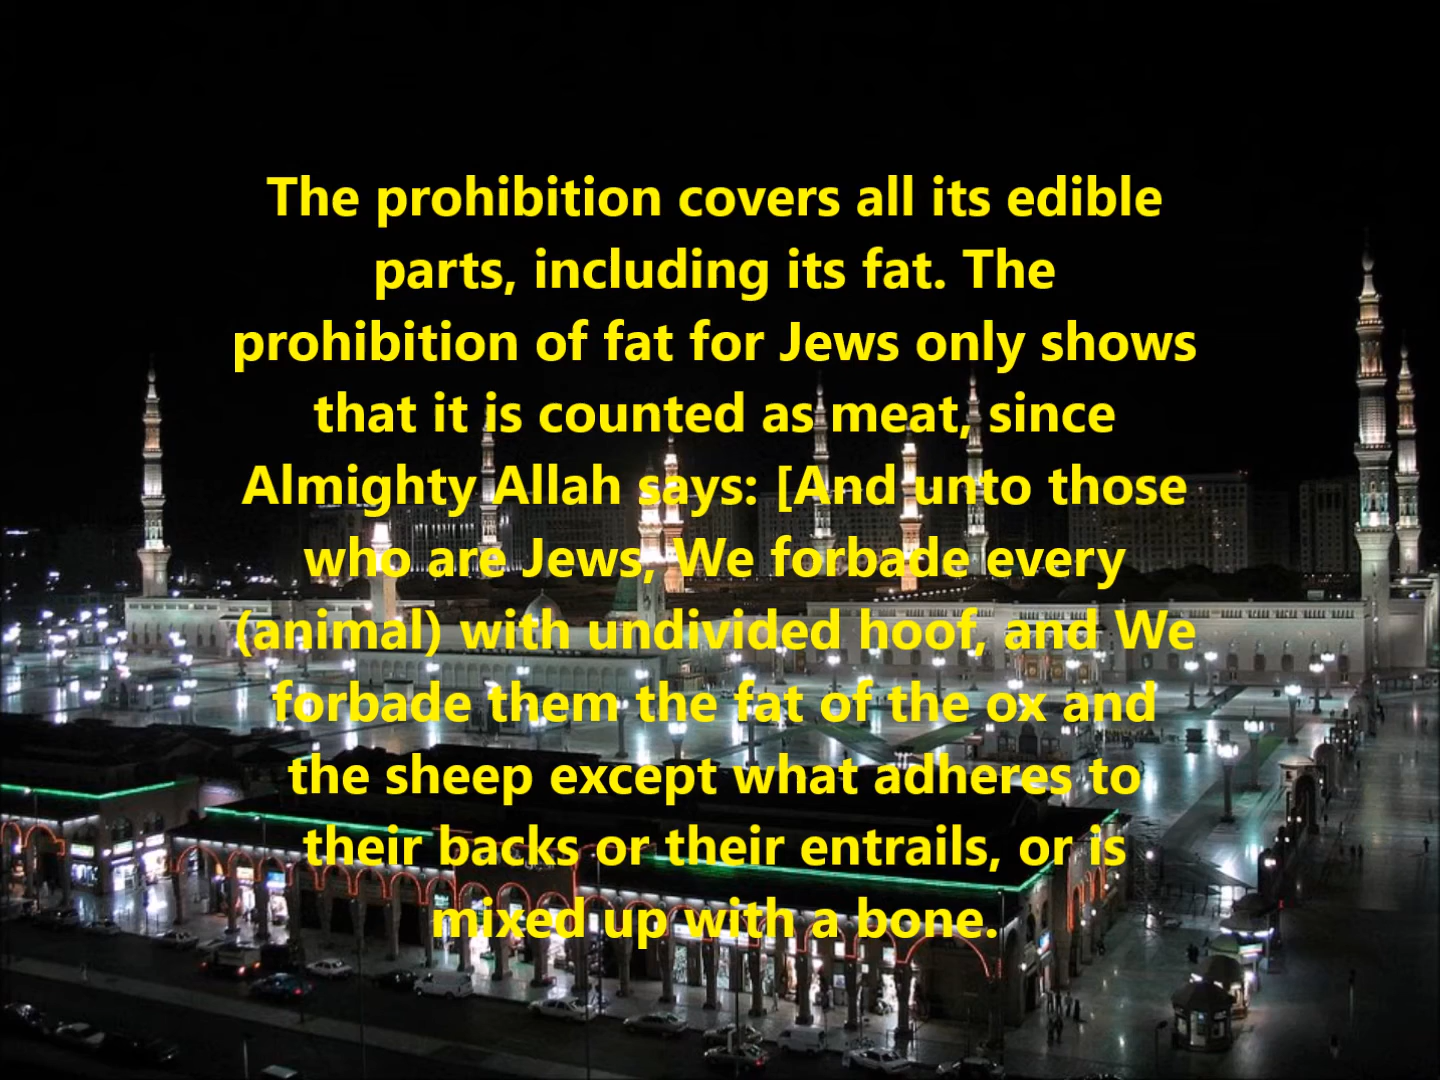 The prohibition covers all its edible
parts, including its fat. The
prohibition of fat for Jews only shows
that it is counted as meat, since
Almighty Allah says: [And unto those
who are Jews, We forbade every
(animal) with undivided hoof, and We
forbade them the fat of the ox and
the sheep except what adheres to
their backs or their entrails, or is
mixed up with a bone.